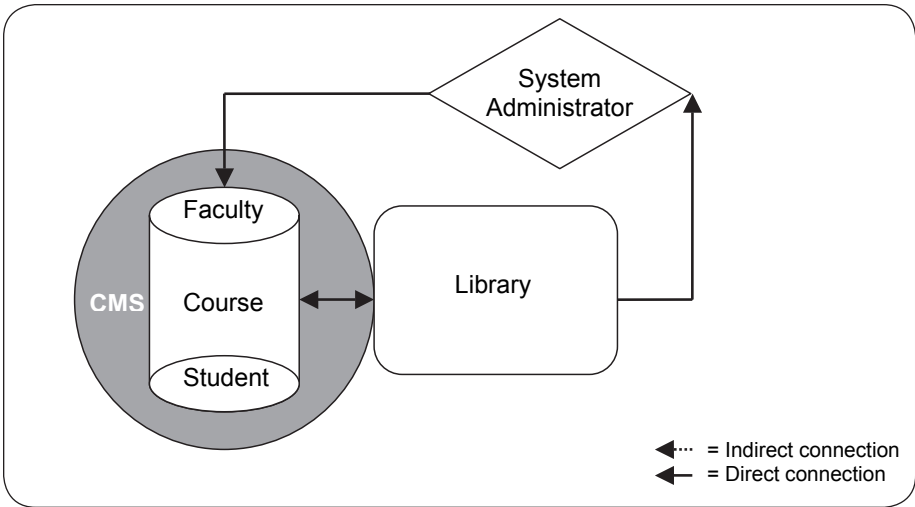 System
Administrator
Faculty
CMS
Course
Library
Student
= Indirect connection
= Direct connection